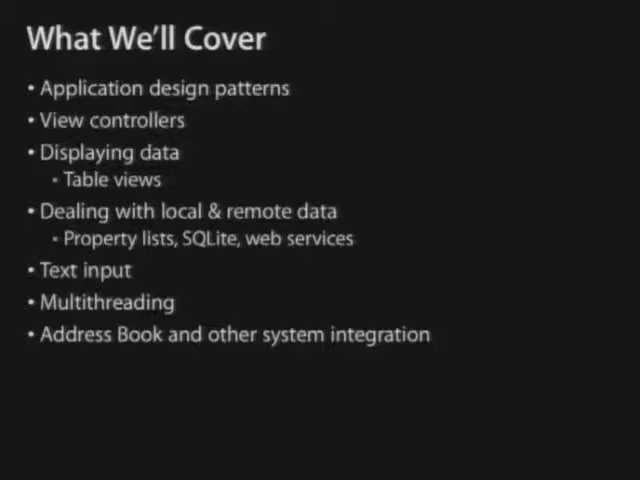 What We'll Cover
• Application design patterns
• View controllers
• Displaying data
▪ Table views
• Dealing with local & remote data
▪ Property lists, SQLite, web services
• Text input
• Multithreading
• Address Book and other system integration